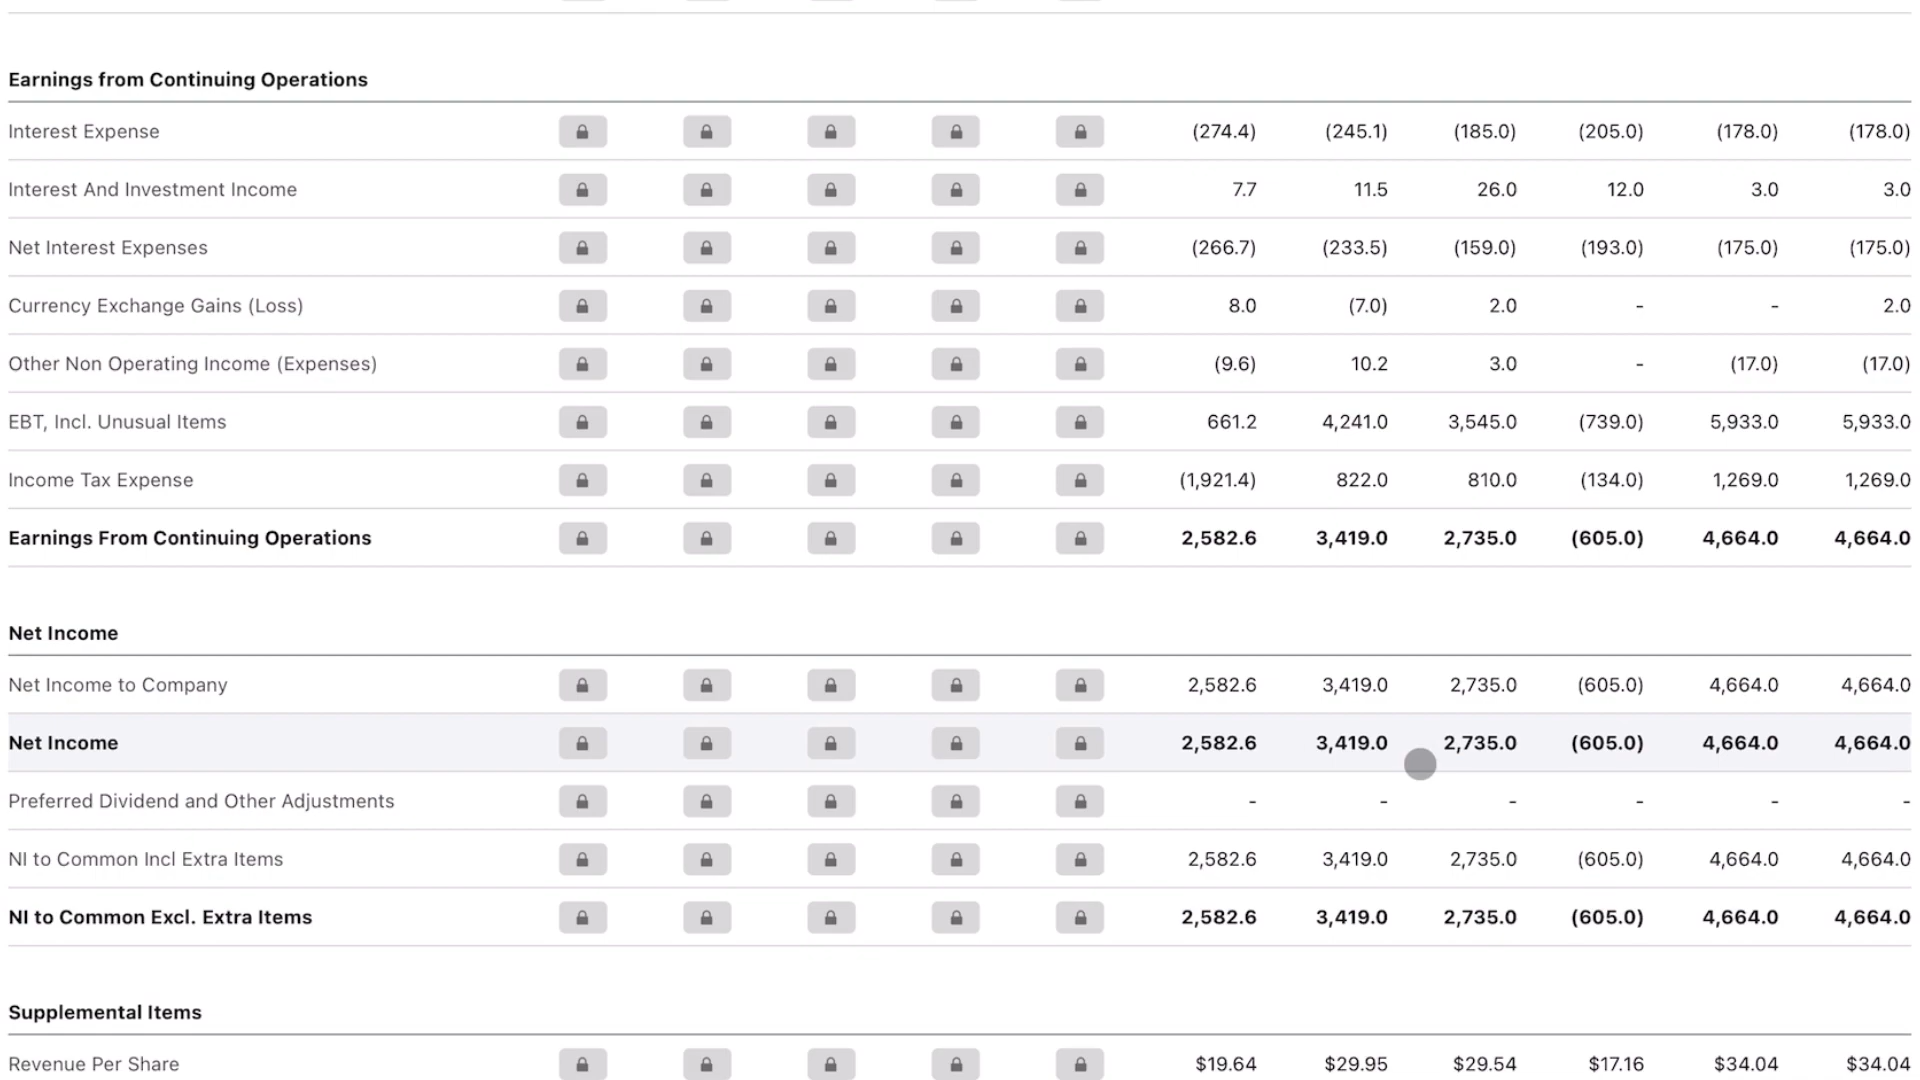 Earnings from Continuing Operations
Interest Expense (274.4) (245.1) (185.0) (205.0) (178.0) (178.0)
Interest And Investment Income 7.7 11.5 26.0 12.0 3.0 3.0
Net Interest Expenses (266.7) (233.5) (159.0) (193.0) (175.0) (175.0)
Currency Exchange Gains (Loss) 8.0 (7.0) 2.0 - - 2.0
Other Non Operating Income (Expenses) (9.6) 10.2 3.0 - (17.0) (17.0)
EBT, Incl. Unusual Items 661.2 4,241.0 3,545.0 (739.0) 5,933.0 5,933.0
Income Tax Expense (1,921.4) 822.0 810.0 (134.0) 1,269.0 1,269.0
Earnings From Continuing Operations 2,582.6 3,419.0 2,735.0 (605.0) 4,664.0 4,664.0
Net Income
Net Income to Company 2,582.6 3,419.0 2,735.0 (605.0) 4,664.0 4,664.0
Net Income 2,582.6 3,419.0 2,735.0 (605.0) 4,664.0 4,664.0
Preferred Dividend and Other Adjustments - - - - - -
NI to Common Incl Extra Items 2,582.6 3,419.0 2,735.0 (605.0) 4,664.0 4,664.0
NI to Common Excl. Extra Items 2,582.6 3,419.0 2,735.0 (605.0) 4,664.0 4,664.0
Supplemental Items
Revenue Per Share $19.64 $29.95 $29.54 $17.16 $34.04 $34.04